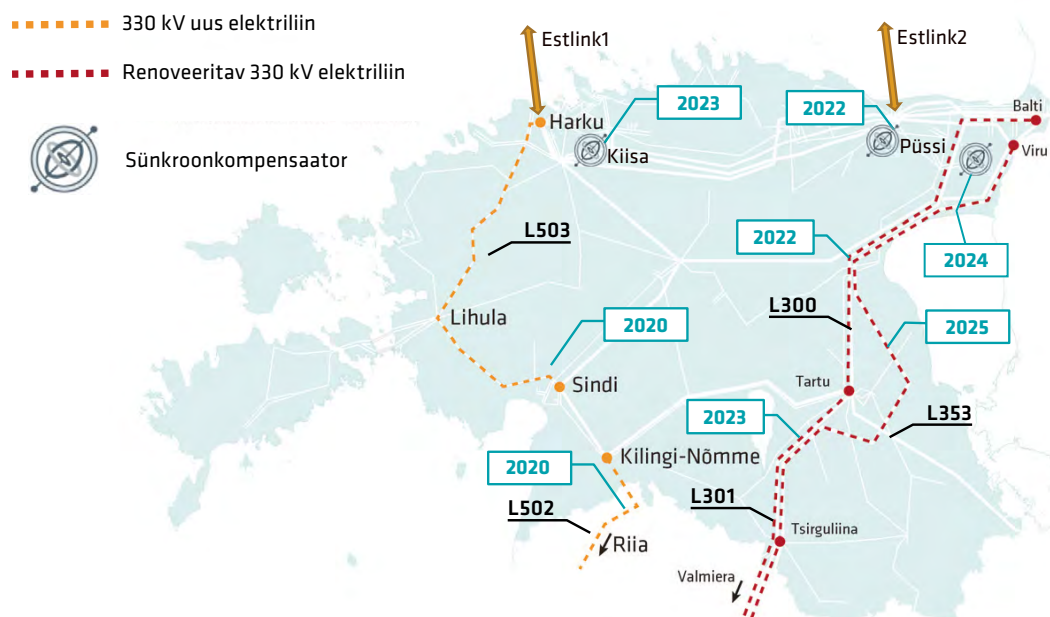 330 kV uus elektriliin
Renoveeritav 330 kV elektriliin
Sünkroonkompensaator
Estlink1
Estlink2
2023
2022
Harku
Kiisa
Püssi
Balti
Viru
L503
2022
2024
Lihula
2020
L300
2025
Sindi
Tartu
2023
L353
Kilingi-Nõmme
2020
L301
L502
Riia
Tsirguliina
Valmiera